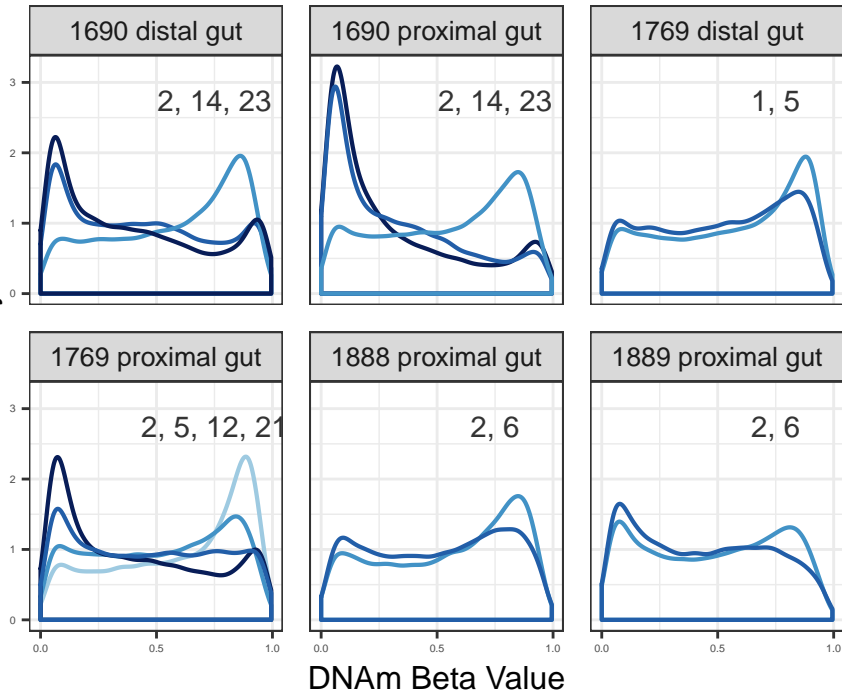 1690 distal gut
1690 proximal gut
1769 distal gut
3
2
1
0
2, 14, 23
2, 14, 23
1, 5
1769 proximal gut
1888 proximal gut
1889 proximal gut
3
2
1
0
2, 5, 12, 21
2, 6
2, 6
0.0
0.5
1.0
0.0
0.5
1.0
0.0
0.5
1.0
DNAm Beta Value